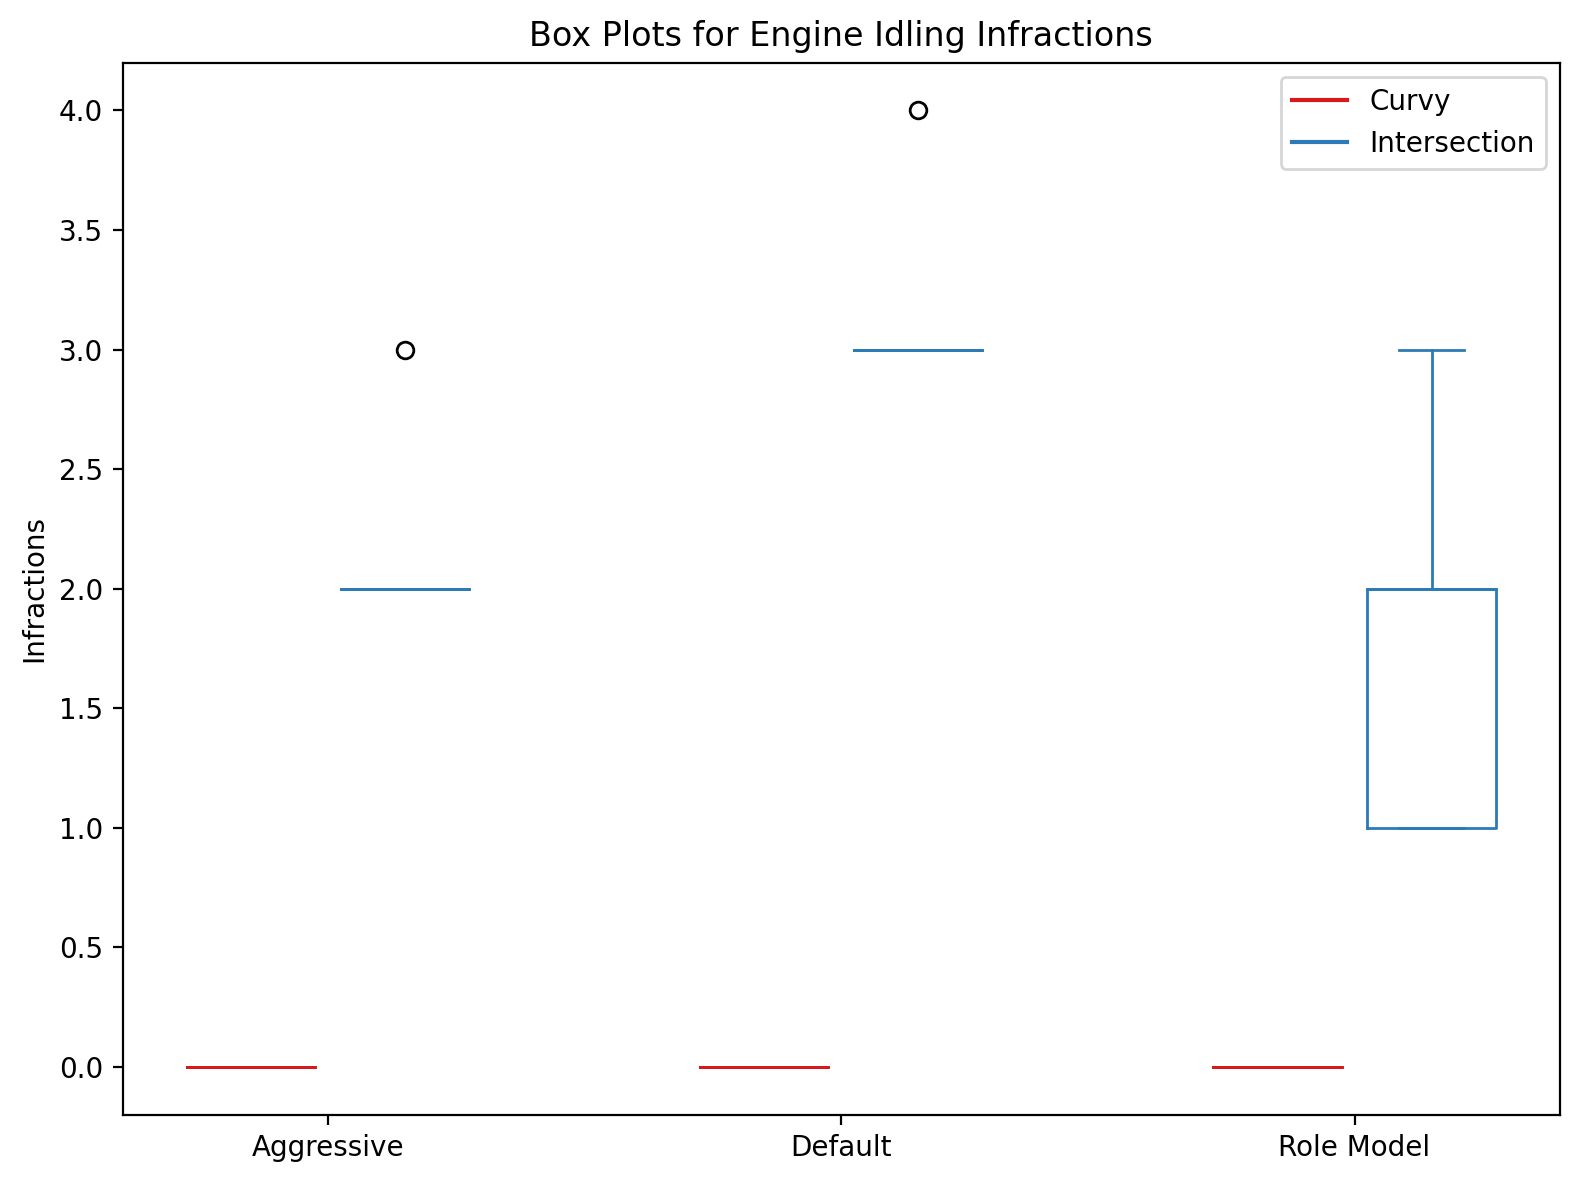 Box Plots for Engine Idling Infractions
Curvy
Intersection
Infractions
4.0
3.5
3.0
2.5
2.0
1.5
1.0
0.5
0.0
Aggressive
Default
Role Model